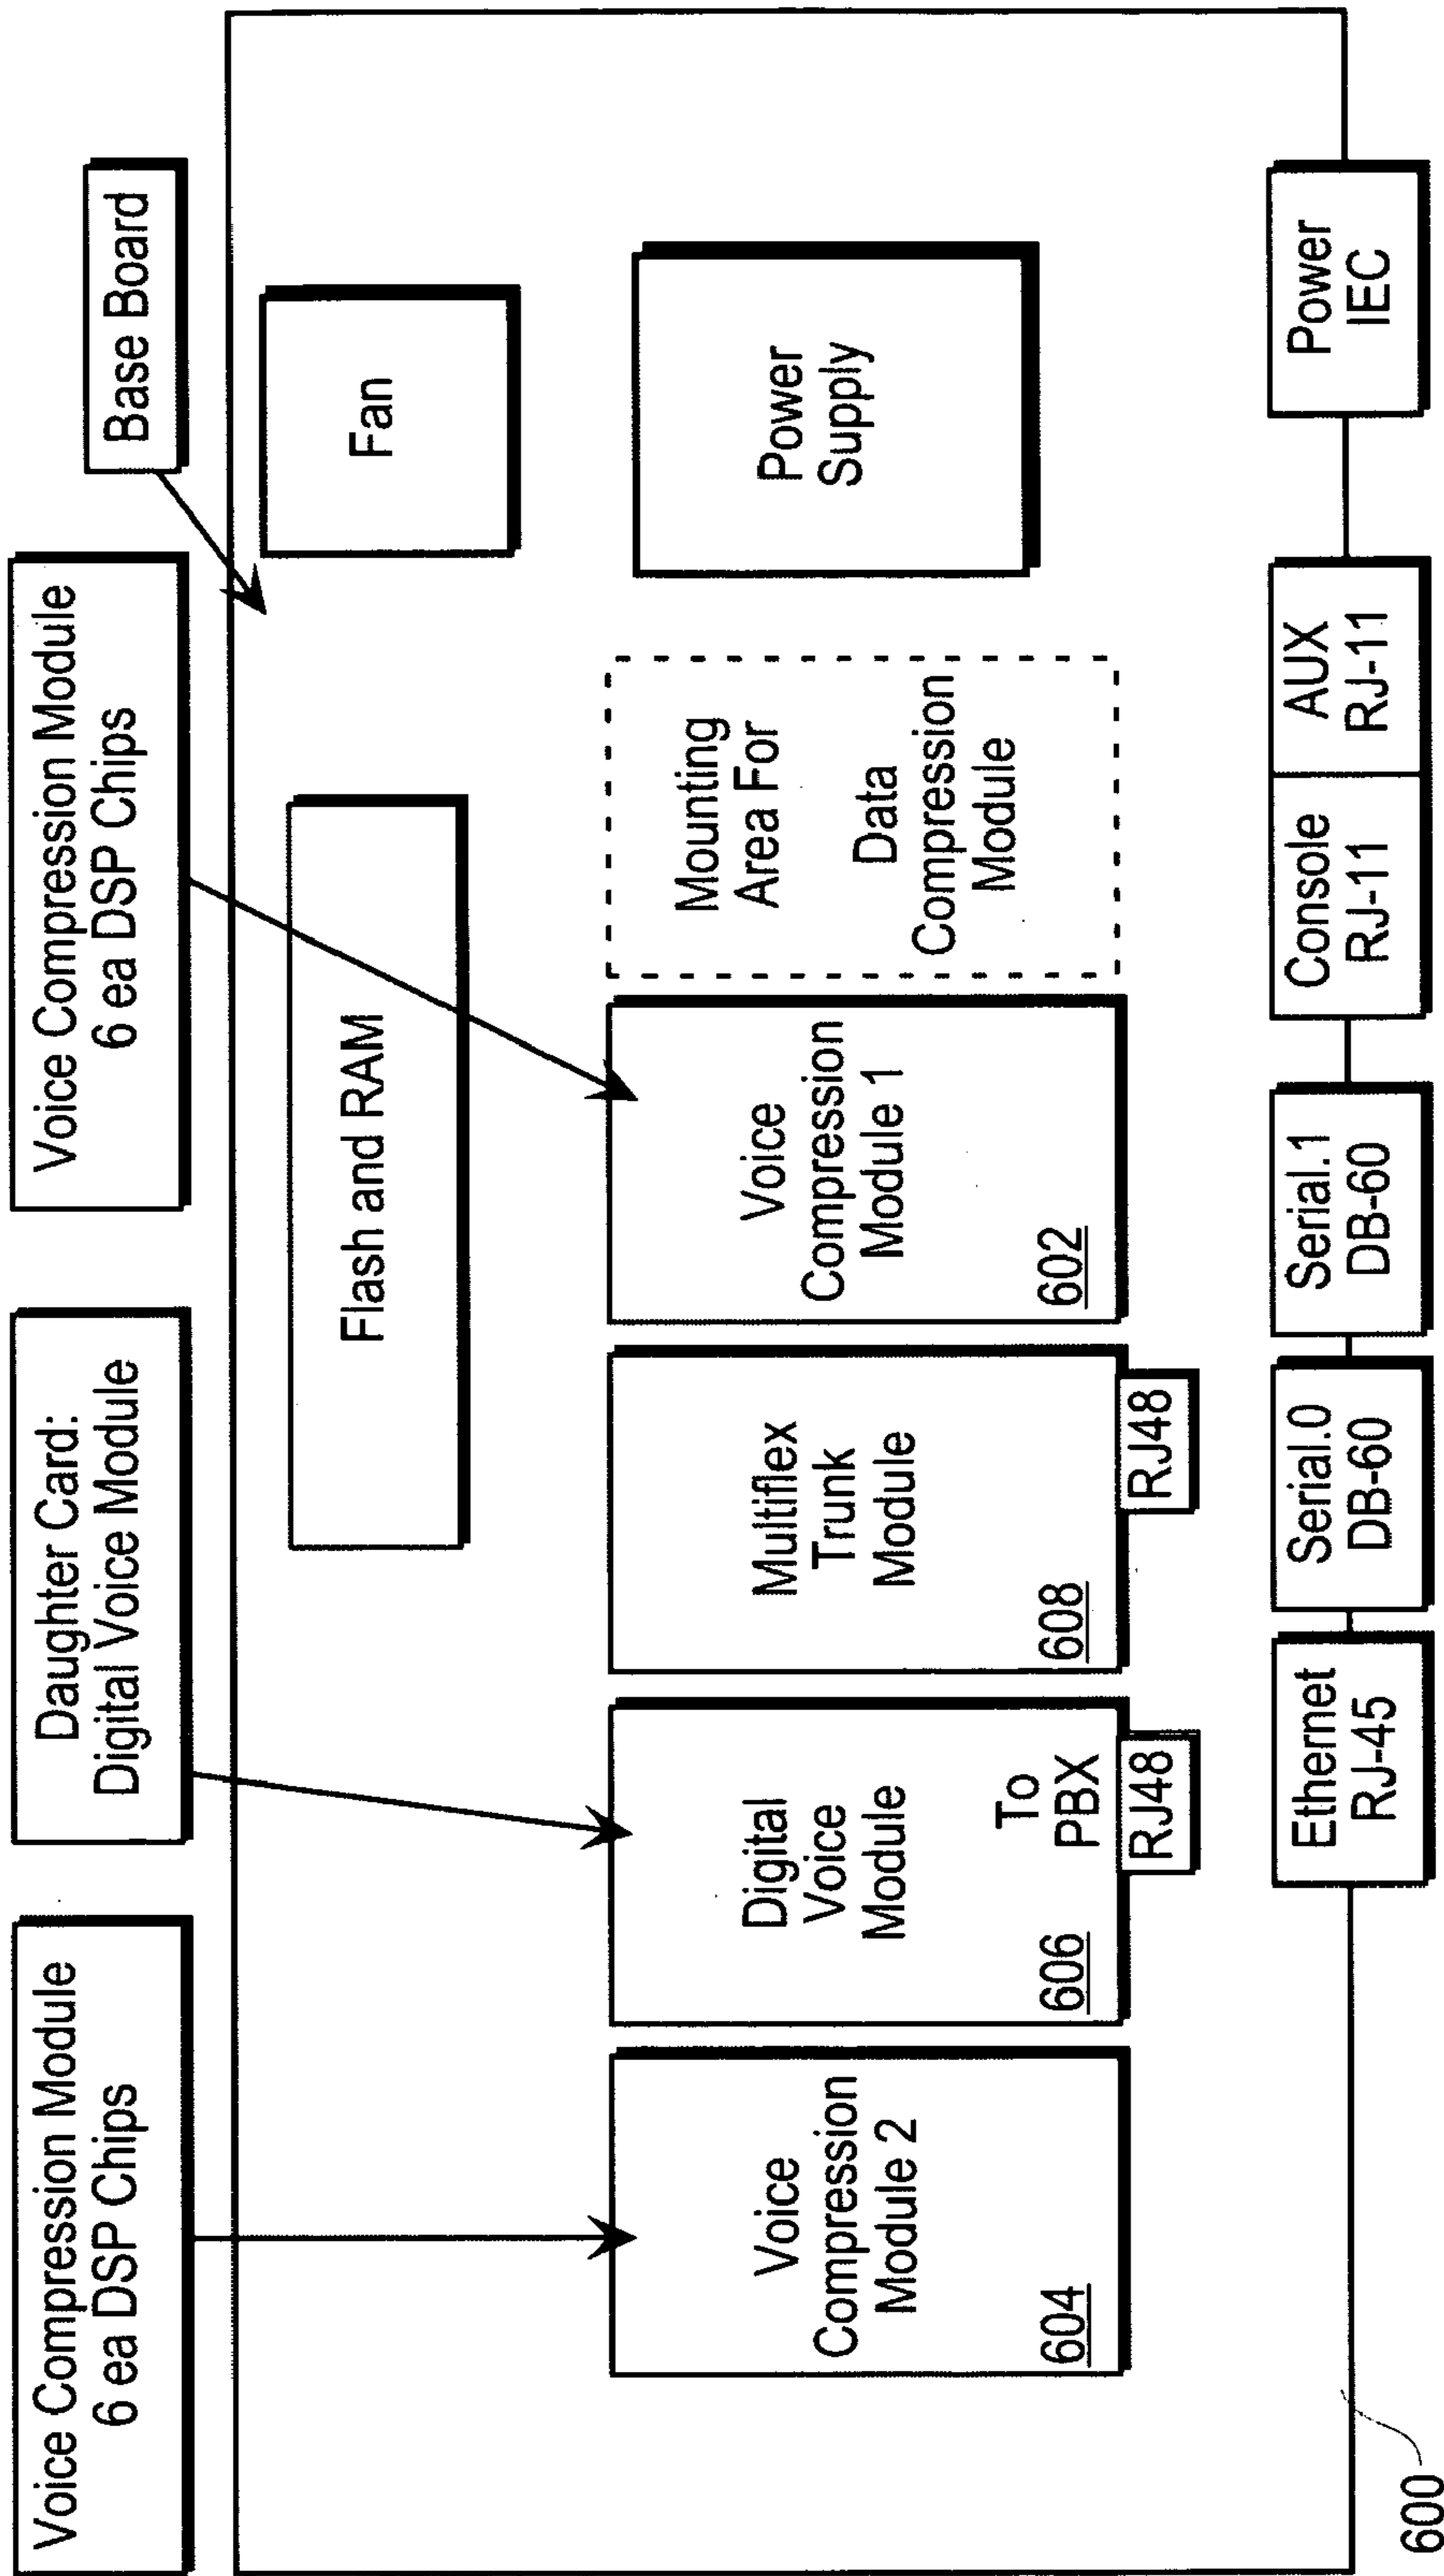 Voice Compression Module
6 ea DSP Chips
Daughter Card:
Digital Voice Module
Voice Compression Module
6 ea DSP Chips
Base Board
Flash and RAM
Fan
Voice
Compression
Module 2
604
Digital
Voice
Module
To
PBX
606
RJ48
Multiflex
Trunk
Module
608
RJ48
Voice
Compression
Module 1
602
Mounting
Area For
Data
Compression
Module
Power
Supply
Ethernet
RJ-45
Serial.0
DB-60
Serial.1
DB-60
Console
RJ-11
AUX
RJ-11
Power
IEC
600